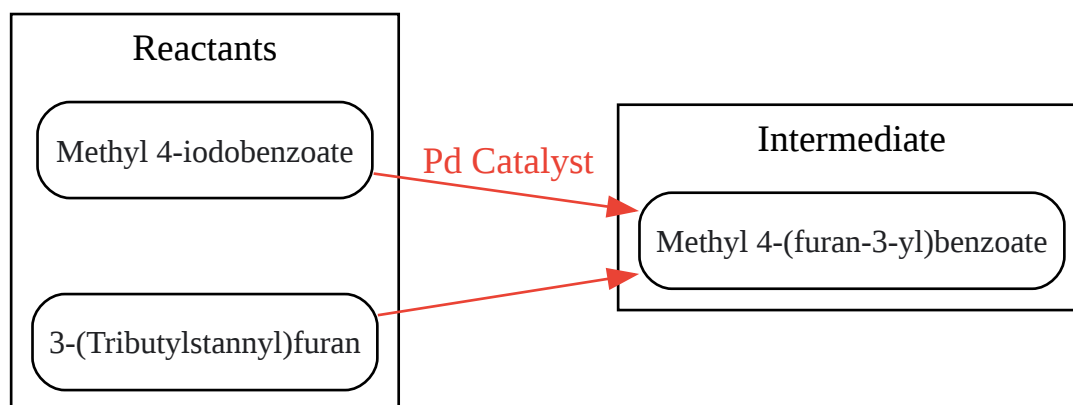 Reactants
Methyl 4-iodobenzoate
3-(Tributylstannyl)furan
Pd Catalyst
Intermediate
Methyl 4-(furan-3-yl)benzoate